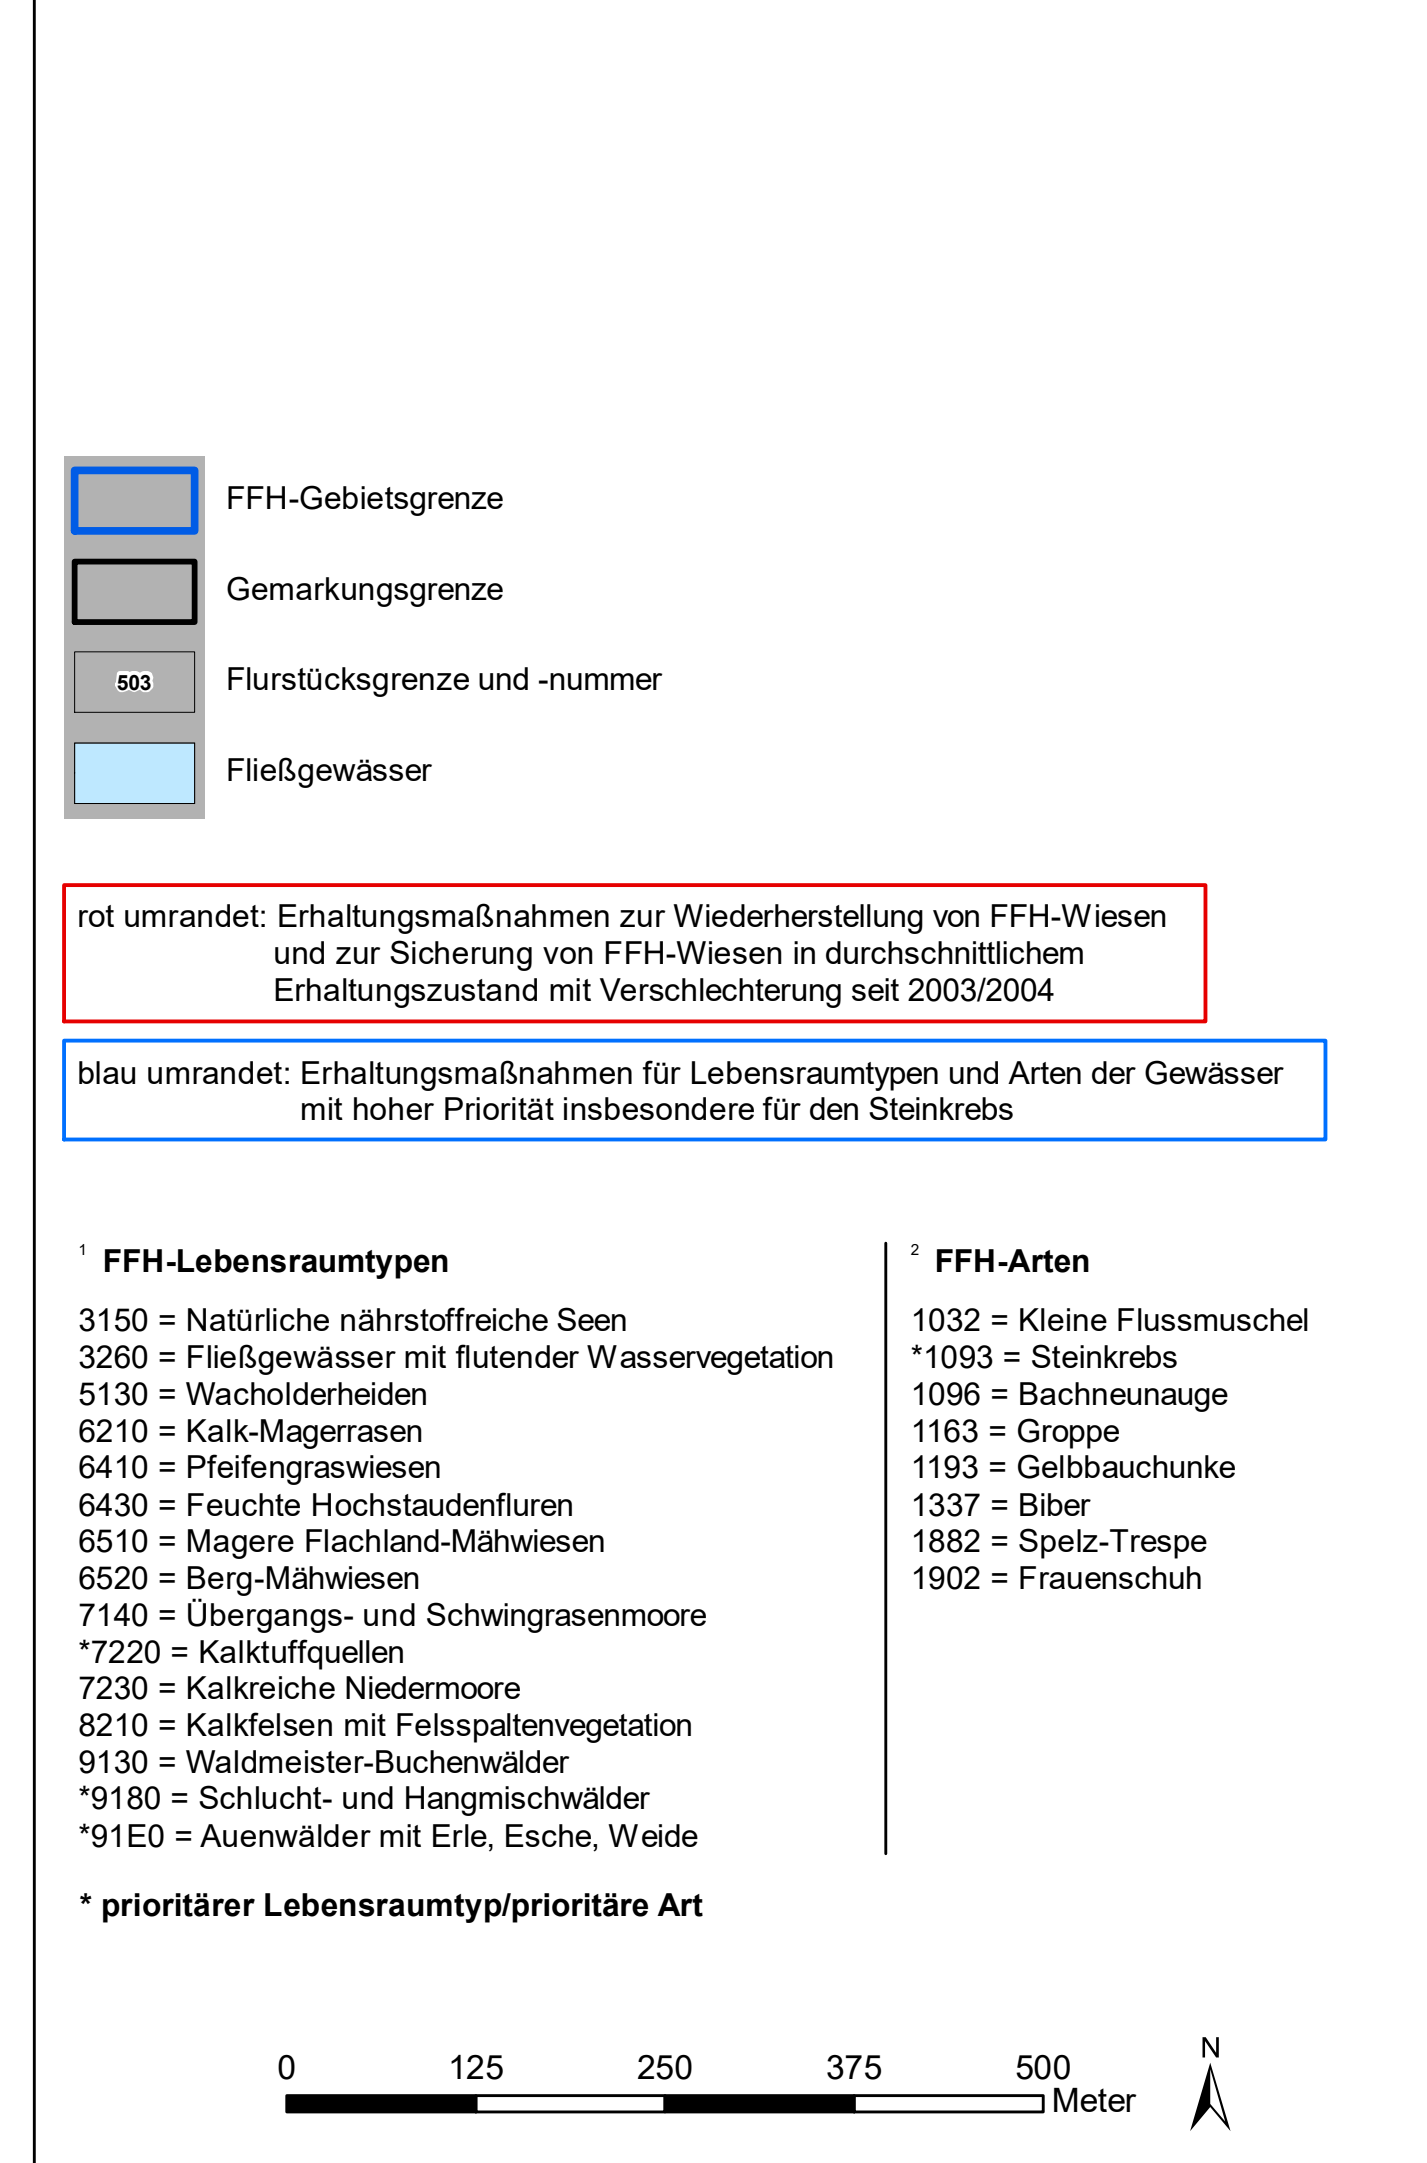 FFH-Gebietsgrenze
Gemarkungsgrenze
503 Flurstücksgrenze und -nummer
Fließgewässer
rot umrandet: Erhaltungsmaßnahmen zur Wiederherstellung von FFH-Wiesen
und zur Sicherung von FFH-Wiesen in durchschnittlichem
Erhaltungszustand mit Verschlechterung seit 2003/2004
blau umrandet: Erhaltungsmaßnahmen für Lebensraumtypen und Arten der Gewässer
mit hoher Priorität insbesondere für den Steinkrebs
1 FFH-Lebensraumtypen
3150 = Natürliche nährstoffreiche Seen
3260 = Fließgewässer mit flutender Wasservegetation
5130 = Wacholderheiden
6210 = Kalk-Magerrasen
6410 = Pfeifengraswiesen
6430 = Feuchte Hochstaudenfluren
6510 = Magere Flachland-Mähwiesen
6520 = Berg-Mähwiesen
7140 = Übergangs- und Schwingrasenmoore
*7220 = Kalktuffquellen
7230 = Kalkreiche Niedermoore
8210 = Kalkfelsen mit Felsspaltenvegetation
9130 = Waldmeister-Buchenwälder
*9180 = Schlucht- und Hangmischwälder
*91E0 = Auenwälder mit Erle, Esche, Weide
2 FFH-Arten
1032 = Kleine Flussmuschel
*1093 = Steinkrebs
1096 = Bachneunauge
1163 = Groppe
1193 = Gelbbauchunke
1337 = Biber
1882 = Spelz-Trespe
1902 = Frauenschuh
* prioritärer Lebensraumtyp/prioritäre Art
0 125 250 375 500
Meter
N